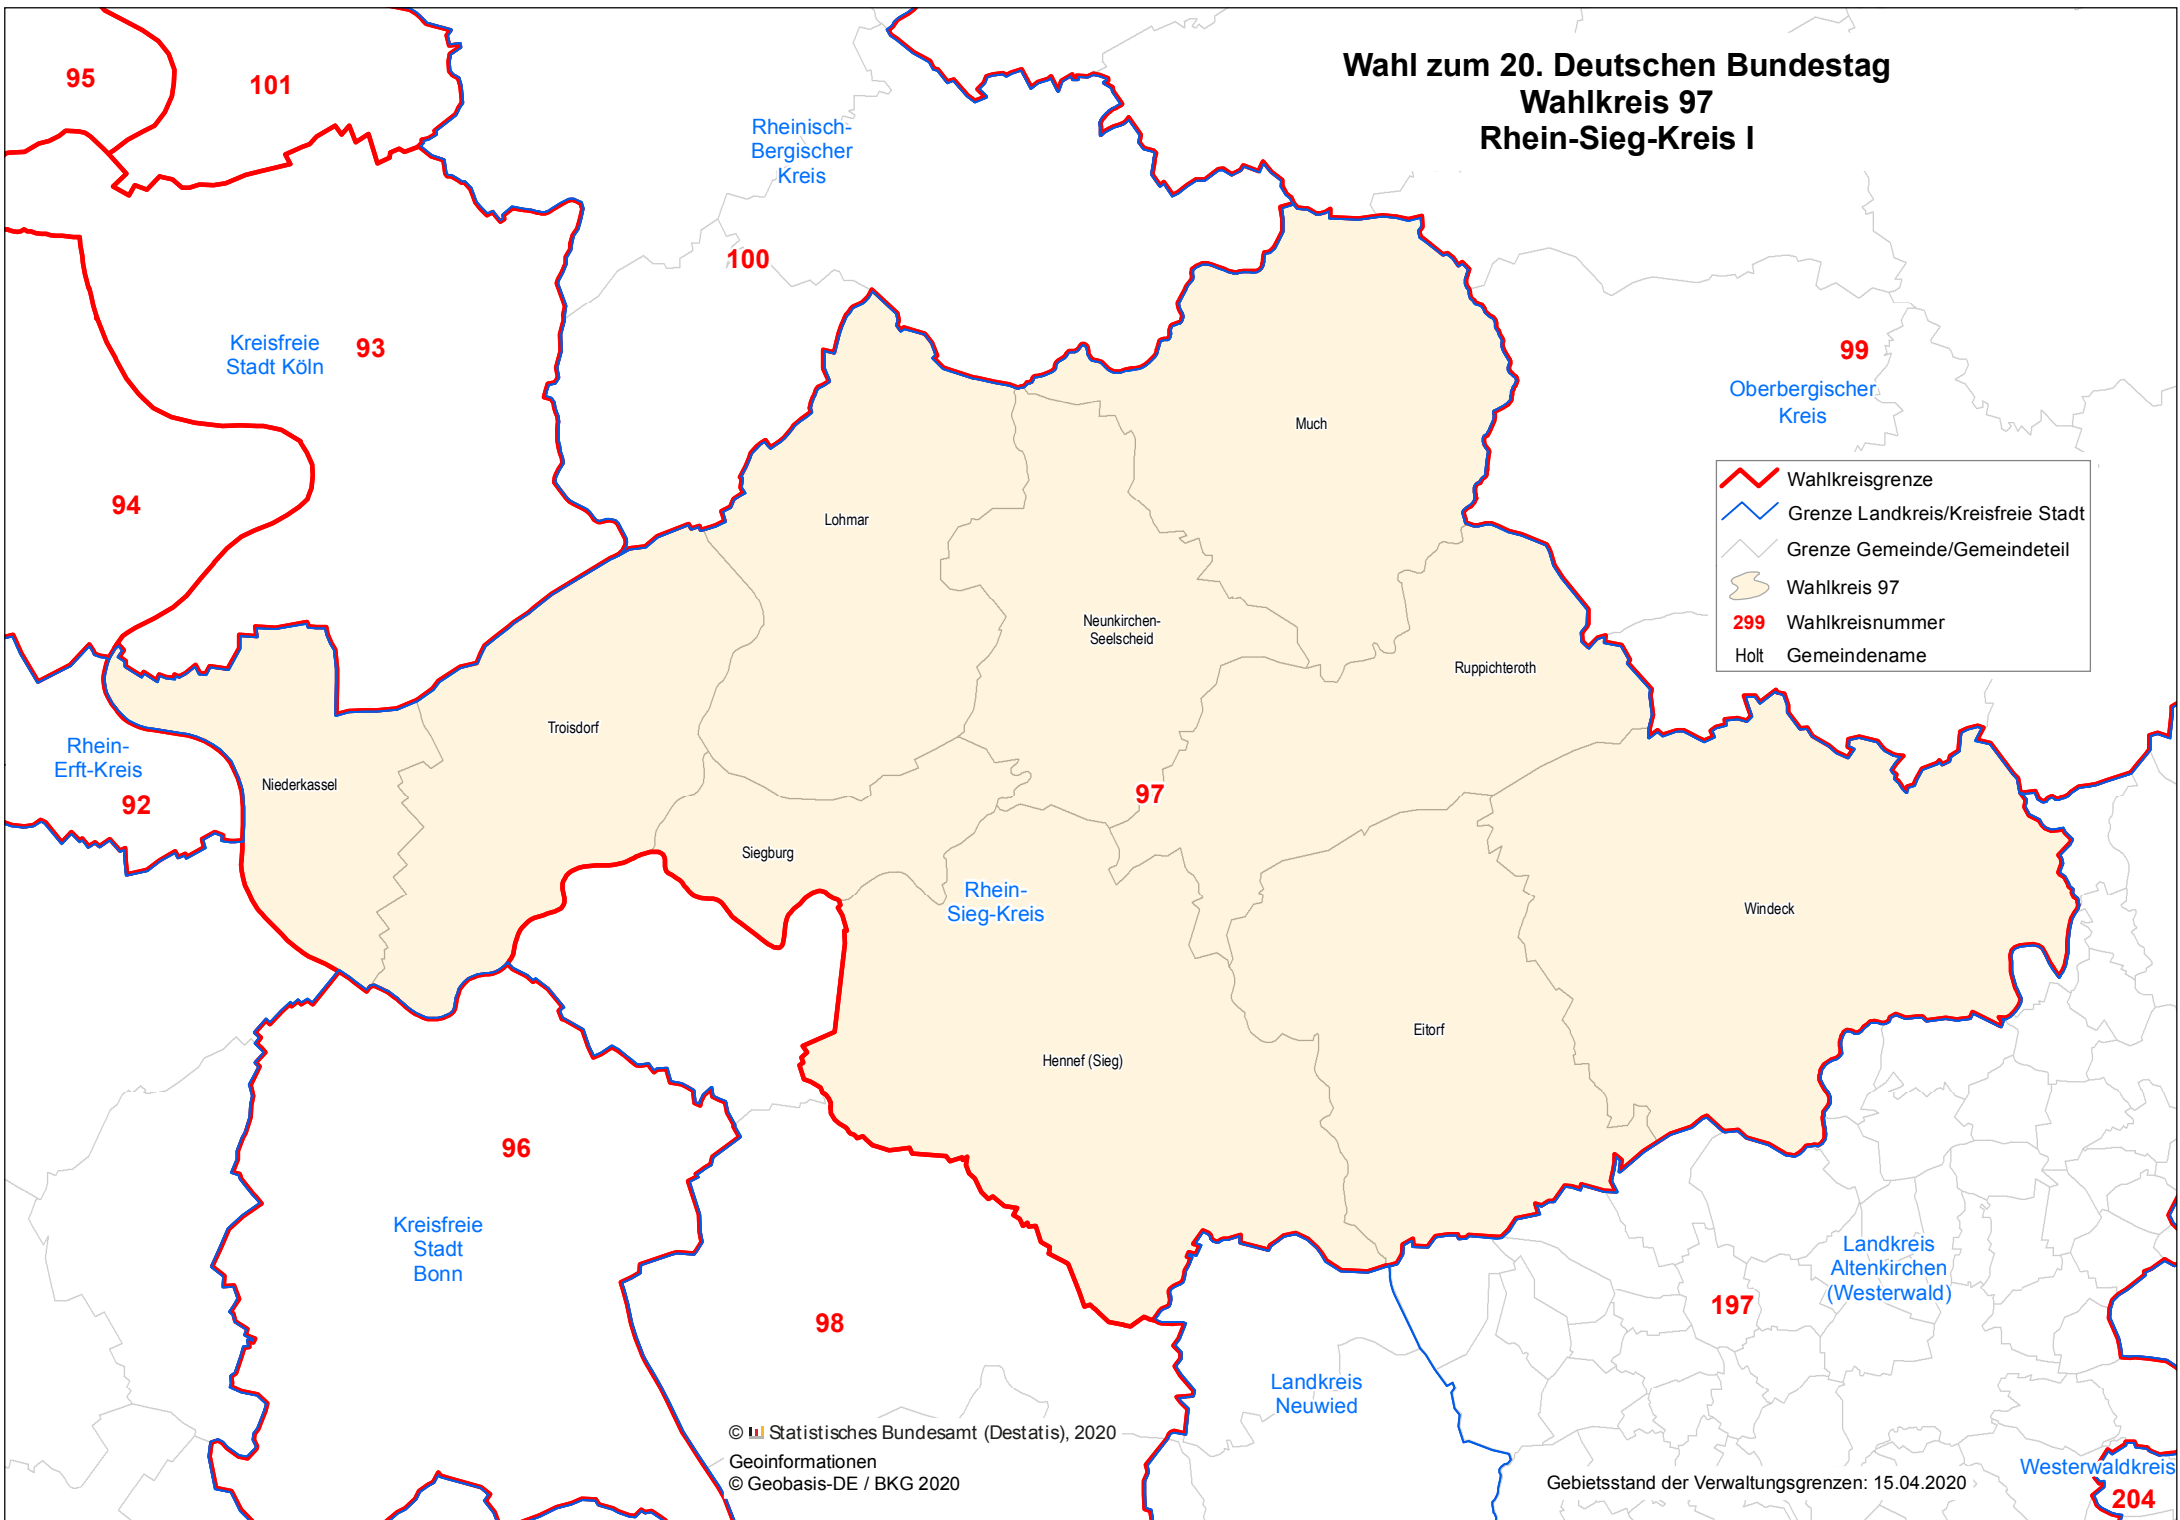 Wahl zum 20. Deutschen Bundestag
Wahlkreis 97
Rhein-Sieg-Kreis I
95
101
Rheinisch-
Bergischer
Kreis
100
Kreisfreie
Stadt Köln
93
99
Oberbergischer
Kreis
94
Much
Lohmar
Wahlkreisgrenze
Grenze Landkreis/Kreisfreie Stadt
Grenze Gemeinde/Gemeindeteil
Wahlkreis 97
299 Wahlkreisnummer
Holt Gemeindename
Neunkirchen-
Seelscheid
Ruppichteroth
Troisdorf
Rhein-
Erft-Kreis
92
Niederkassel
97
Siegburg
Rhein-
Sieg-Kreis
Windeck
Eitorf
Hennef (Sieg)
96
Kreisfreie
Stadt
Bonn
98
Landkreis
Altenkirchen
(Westerwald)
197
Landkreis
Neuwied
© Statistisches Bundesamt (Destatis), 2020
Geoinformationen
© Geobasis-DE / BKG 2020
Gebietsstand der Verwaltungsgrenzen: 15.04.2020
Westerwaldkreis
204